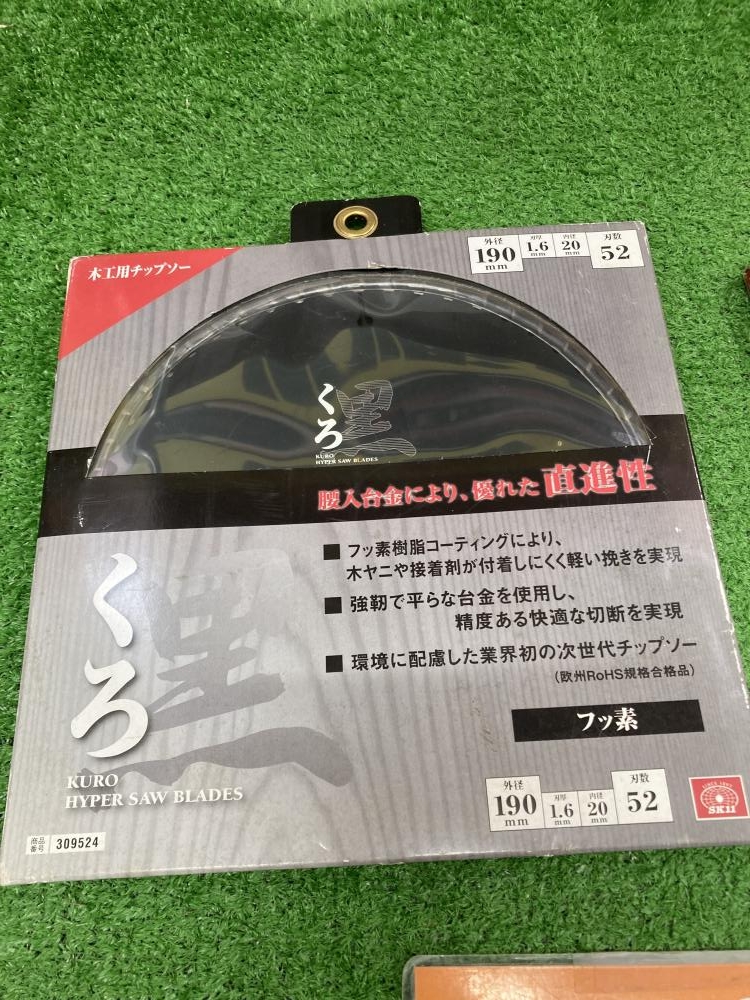 木工用チップソー
外径 刃厚 内径 刃数
190 1.6 20 52
mm mm mm
くろ 黒
KURO
HYPER SAW BLADES
腰入台金により、優れた直進性
■ フッ素樹脂コーティングにより、
木ヤニや接着剤が付着しにくく軽い挽きを実現
■ 強靭で平らな台金を使用し、
精度ある快適な切断を実現
■ 環境に配慮した業界初の次世代チップソー
(欧州RoHS規格合格品)
フッ素
くろ 黒
KURO
HYPER SAW BLADES
外径 刃厚 内径 刃数
190 1.6 20 52
mm mm mm
SINCE 1897
SK11
商品番号 309524